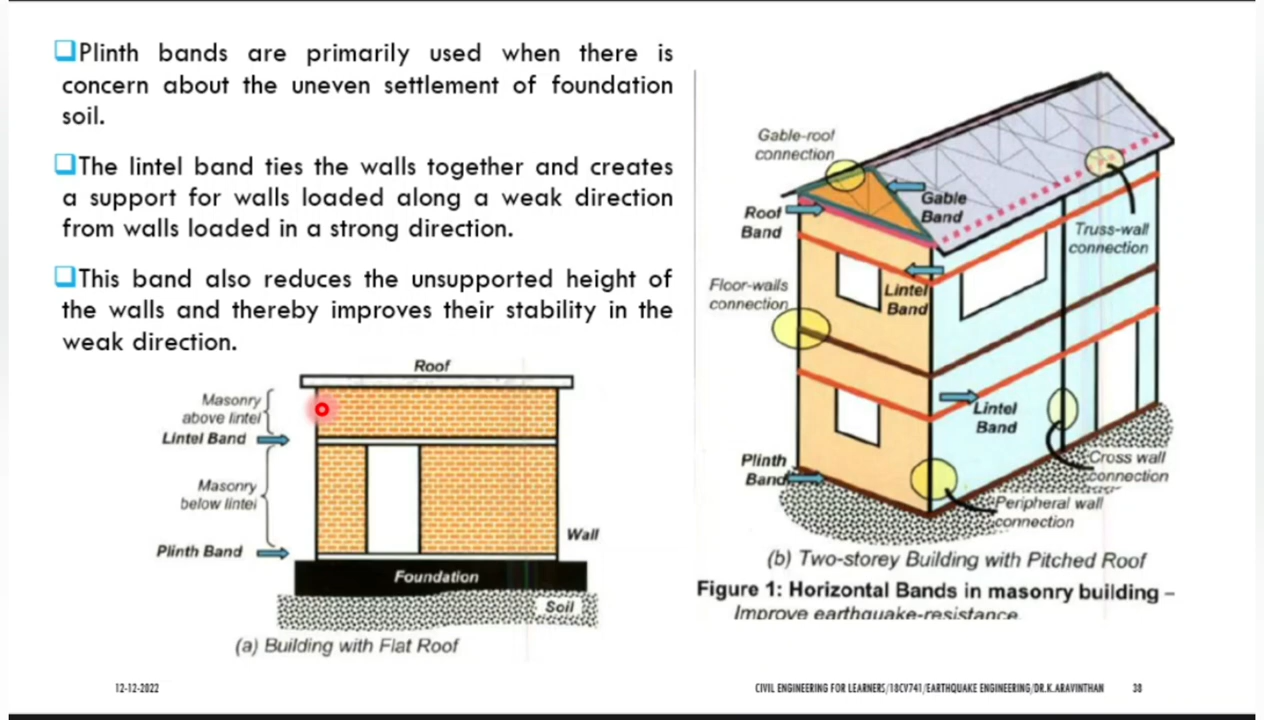 Plinth bands are primarily used when there is
concern about the uneven settlement of foundation
soil.
The lintel band ties the walls together and creates
a support for walls loaded along a weak direction
from walls loaded in a strong direction.
This band also reduces the unsupported height of
the walls and thereby improves their stability in the
weak direction.
Roof
Masonry
above lintel
Lintel Band
Masonry
below lintel
Plinth Band
Wall
Foundation
Soil
(a) Building with Flat Roof
Gable-roof
connection
Gable
Band
Roof
Band
Truss-wall
connection
Floor-walls
connection
Lintel
Band
Lintel
Band
Plinth
Band
Cross wall
connection
Peripheral wall
connection
(b) Two-storey Building with Pitched Roof
Figure 1: Horizontal Bands in masonry building –
Improve earthquake-resistance.
12-12-2022
CIVIL ENGINEERING FOR LEARNERS/18CV741/EARTHQUAKE ENGINEERING/DR.K.ARAVINTHAN
38